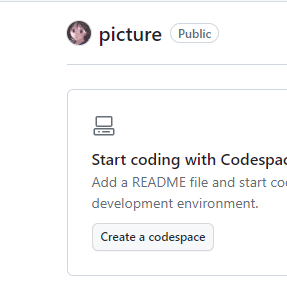 picture Public
Start coding with Codespac
Add a README file and start co
development environment.
Create a codespace